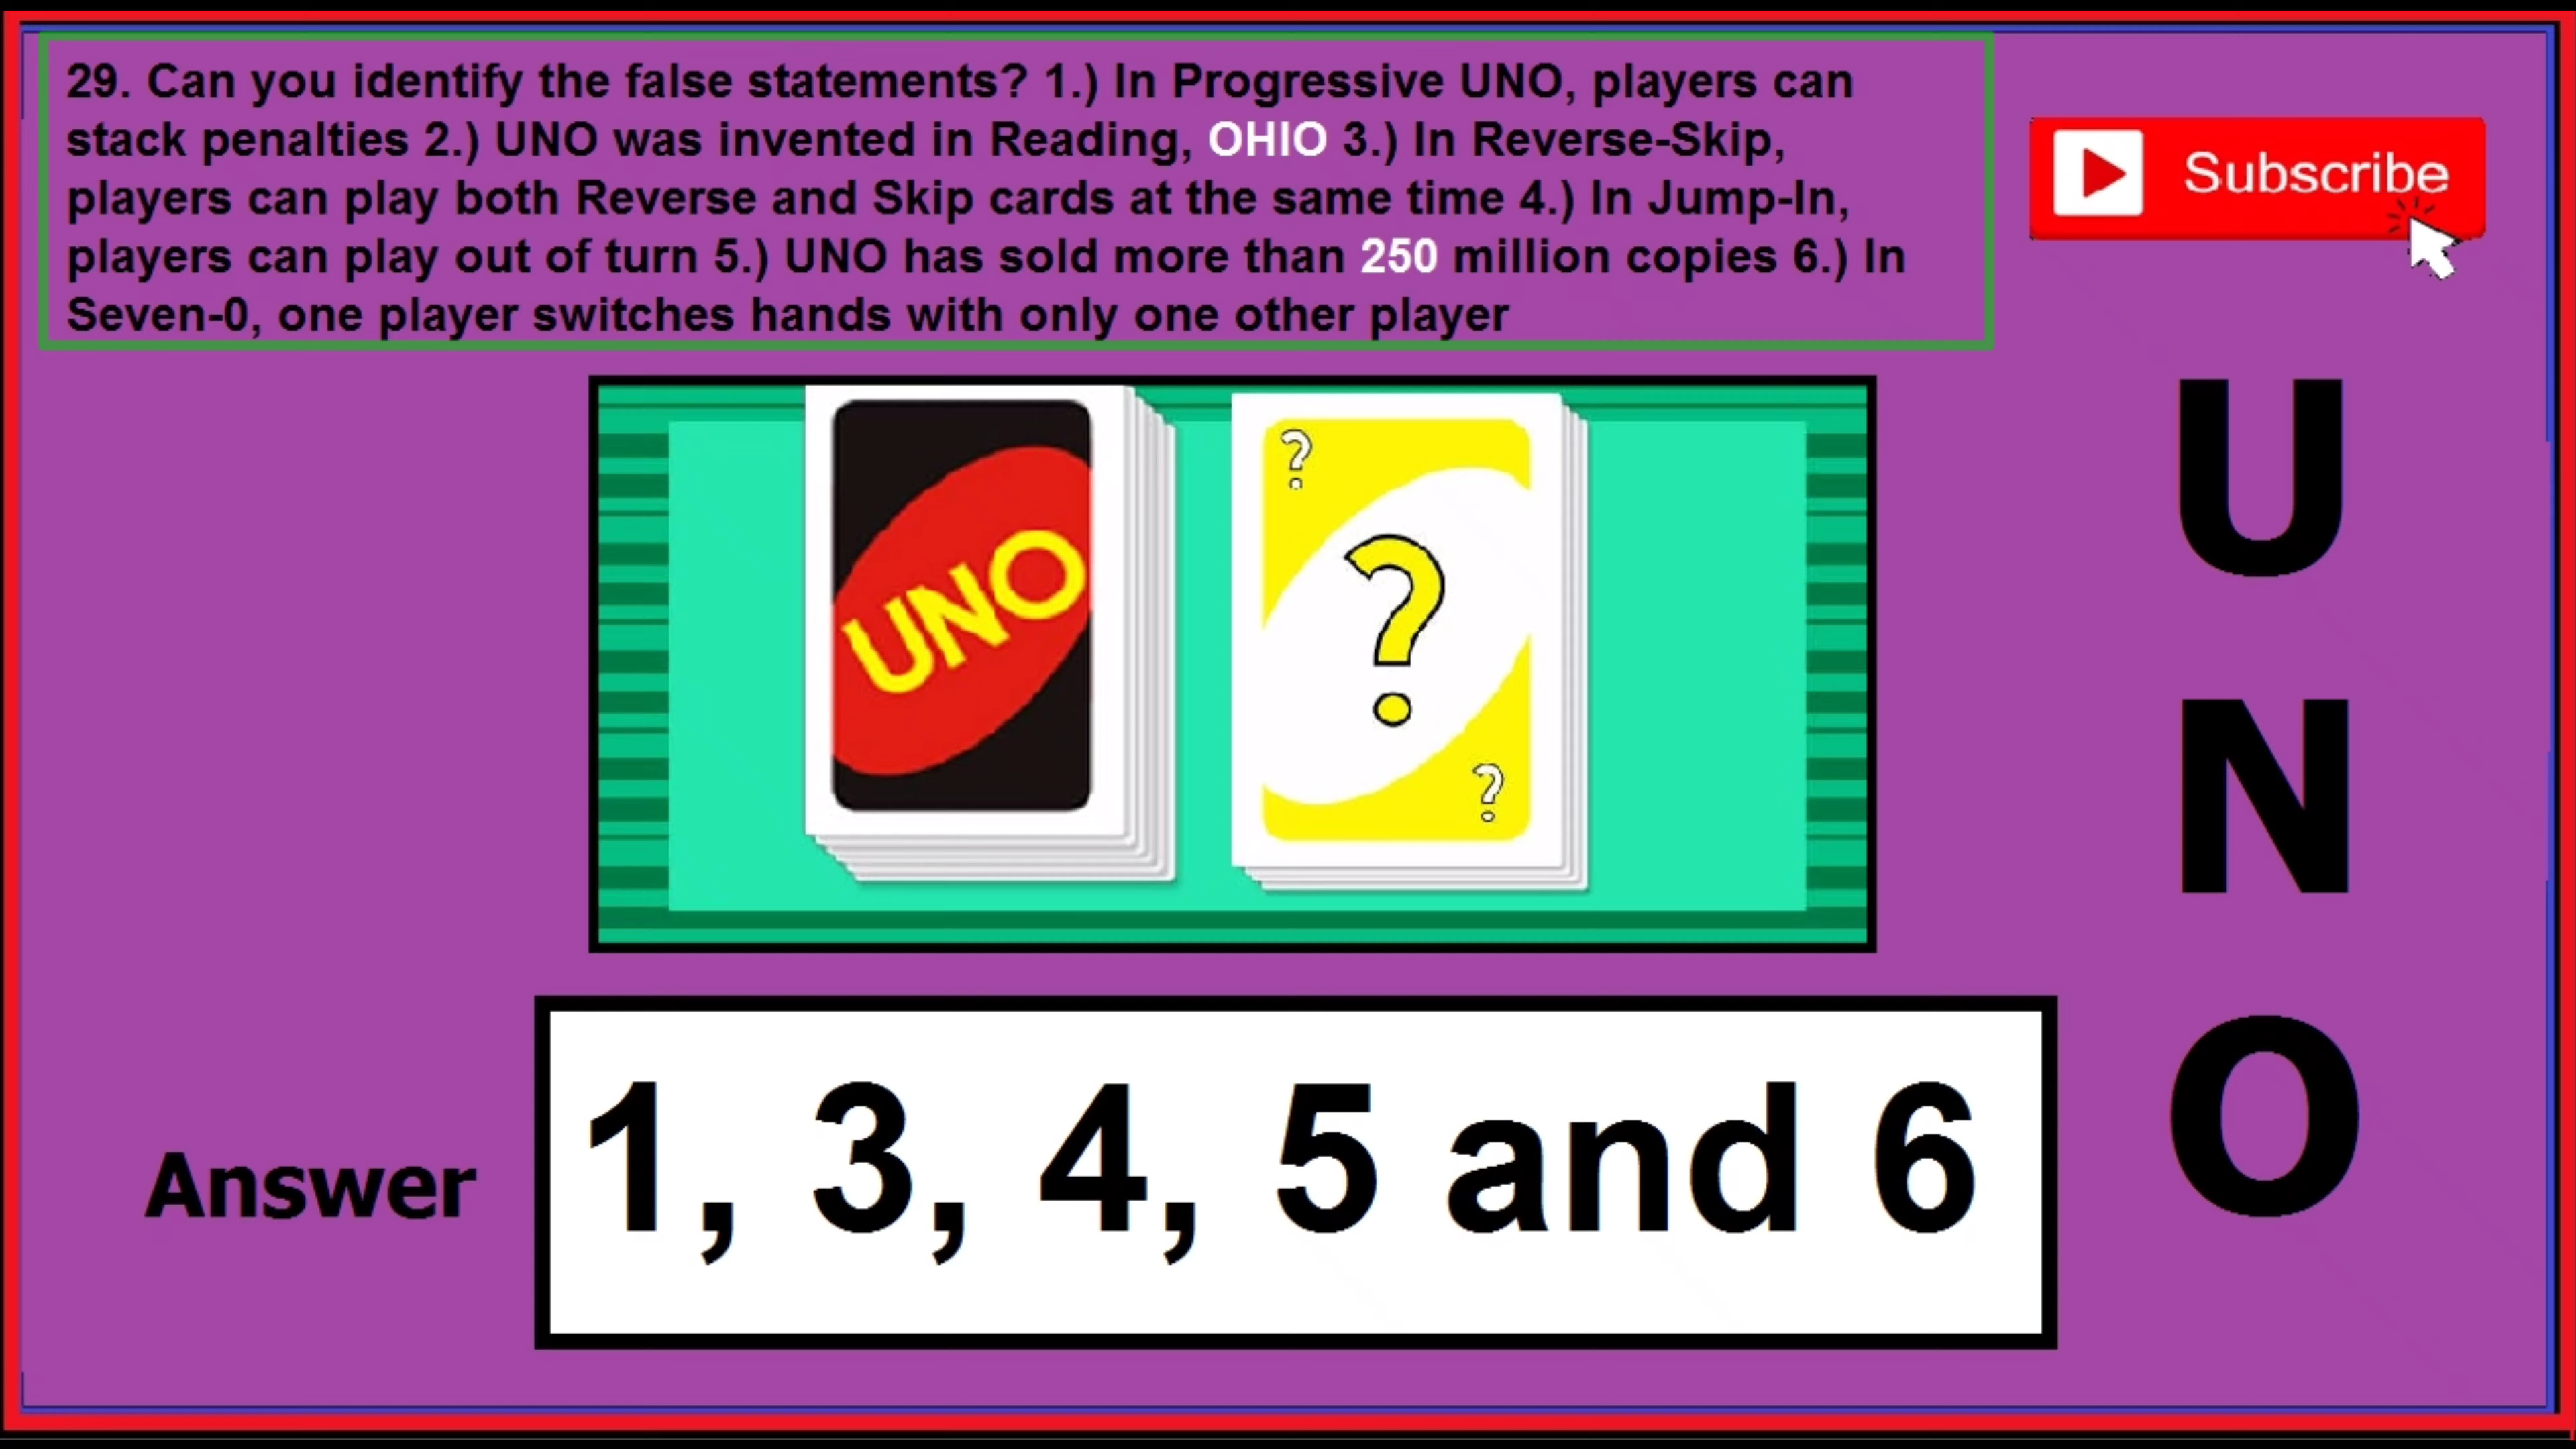 29. Can you identify the false statements? 1.) In Progressive UNO, players can
stack penalties 2.) UNO was invented in Reading, OHIO 3.) In Reverse-Skip,
players can play both Reverse and Skip cards at the same time 4.) In Jump-In,
players can play out of turn 5.) UNO has sold more than 250 million copies 6.) In
Seven-0, one player switches hands with only one other player
Subscribe
UNO
?
?
?
U
N
O
Answer
1, 3, 4, 5 and 6